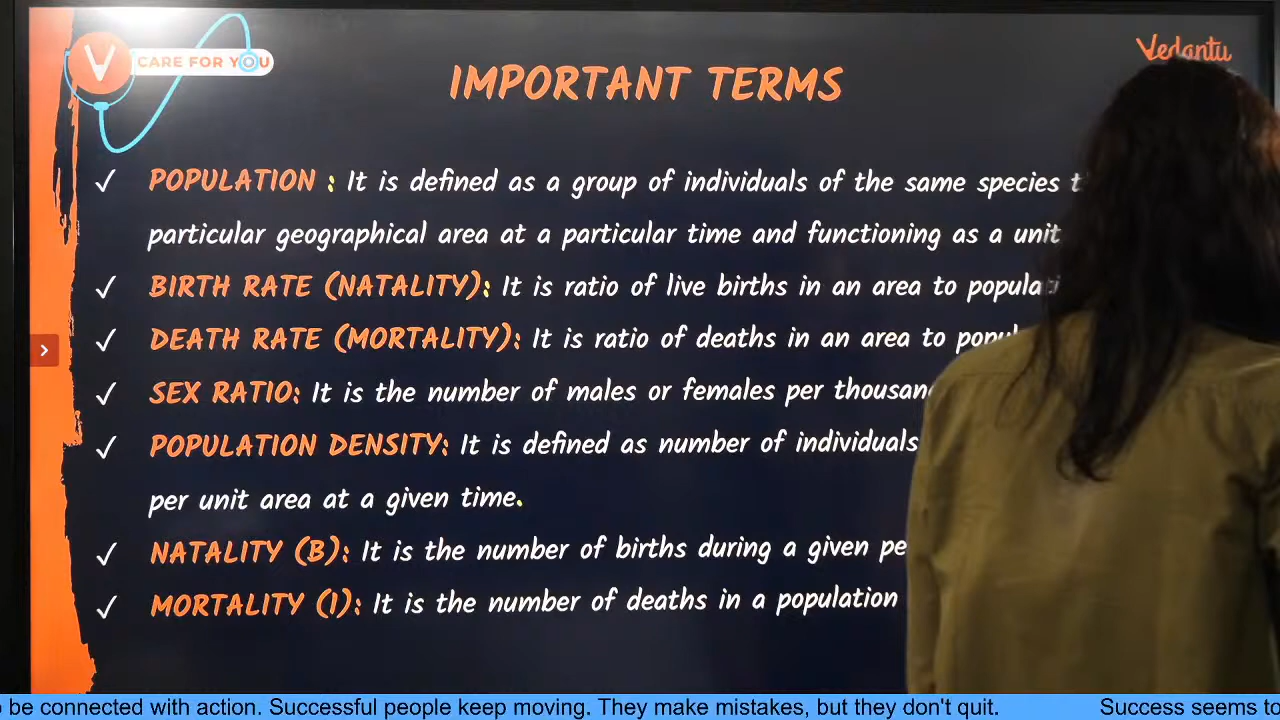 V CARE FOR YOU
Vedantu
IMPORTANT TERMS
✓ POPULATION : It is defined as a group of individuals of the same species
particular geographical area at a particular time and functioning as a unit
✓ BIRTH RATE (NATALITY): It is ratio of live births in an area to
✓ DEATH RATE (MORTALITY): It is ratio of deaths in an area to
✓ SEX RATIO: It is the number of males or females per
✓ POPULATION DENSITY: It is defined as number of individuals
per unit area at a given time.
✓ NATALITY (B): It is the number of births during a given
✓ MORTALITY (I): It is the number of deaths in a population
be connected with action. Successful people keep moving. They make mistakes, but they don't quit. Success seems to